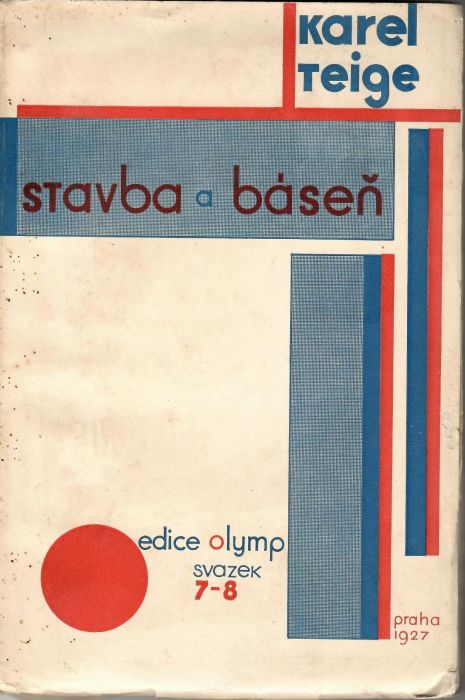 Karel
Teige
stavba a báseň
edice olymp
svazek
7-8
praha
1927